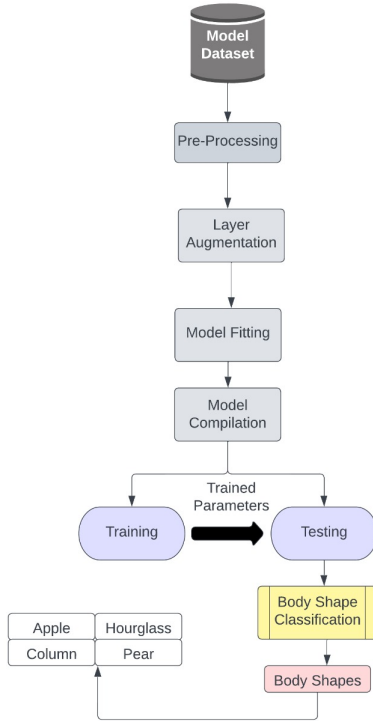 Model
Dataset
Pre-Processing
Layer
Augmentation
Model Fitting
Model
Compilation
Trained
Parameters
Training
Testing
Body Shape
Classification
Apple
Hourglass
Column
Pear
Body Shapes